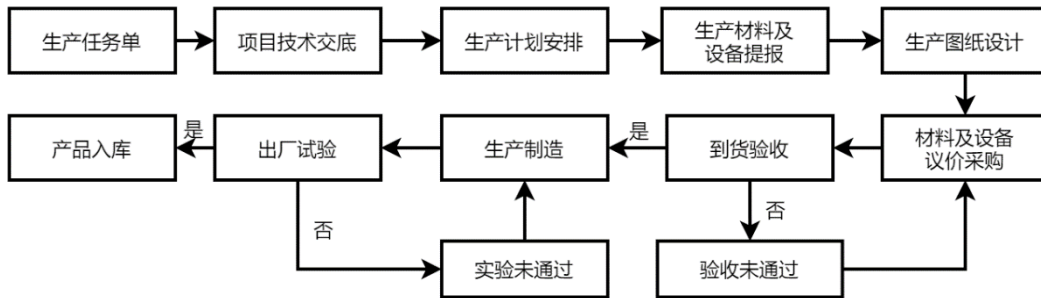 生产任务单
项目技术交底
生产计划安排
生产材料及
设备提报
生产图纸设计
产品入库
是
出厂试验
生产制造
是
到货验收
材料及设备
议价采购
否
否
实验未通过
验收未通过